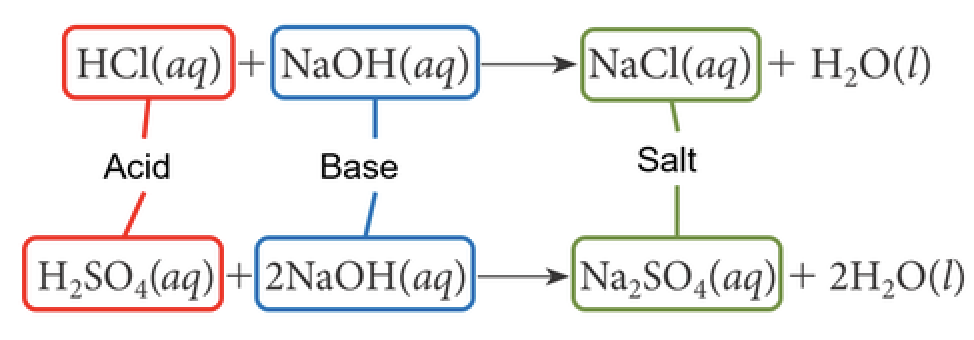 HCl(aq) + NaOH(aq) ⟶ NaCl(aq) + H₂O(l)
Acid Base Salt
H₂SO₄(aq) + 2NaOH(aq) ⟶ Na₂SO₄(aq) + 2H₂O(l)